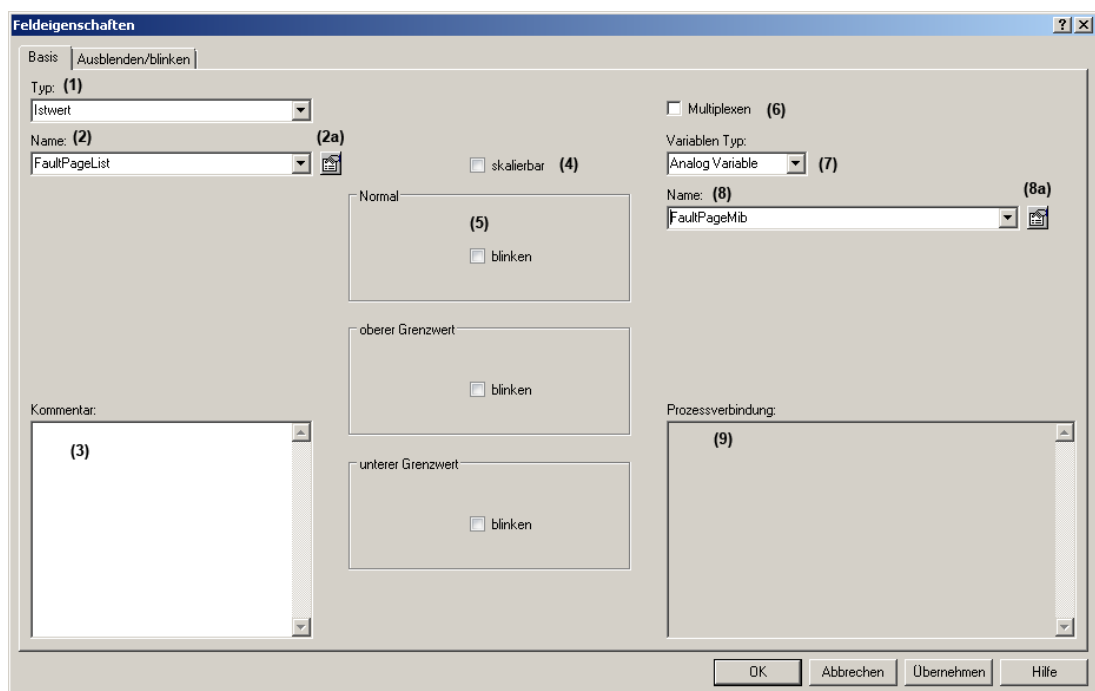 Feldeigenschaften
Basis
Ausblenden/blinken
Typ: (1)
Istwert
Multiplexen (6)
Name: (2)
(2a)
Variablen Typ:
FaultPageList
skalierbar (4)
Analog Variable
(7)
Normal
Name: (8)
(8a)
FaultPageMib
(5)
blinken
oberer Grenzwert
blinken
Kommentar:
Prozessverbindung:
(3)
(9)
unterer Grenzwert
blinken
OK
Abbrechen
Übernehmen
Hilfe